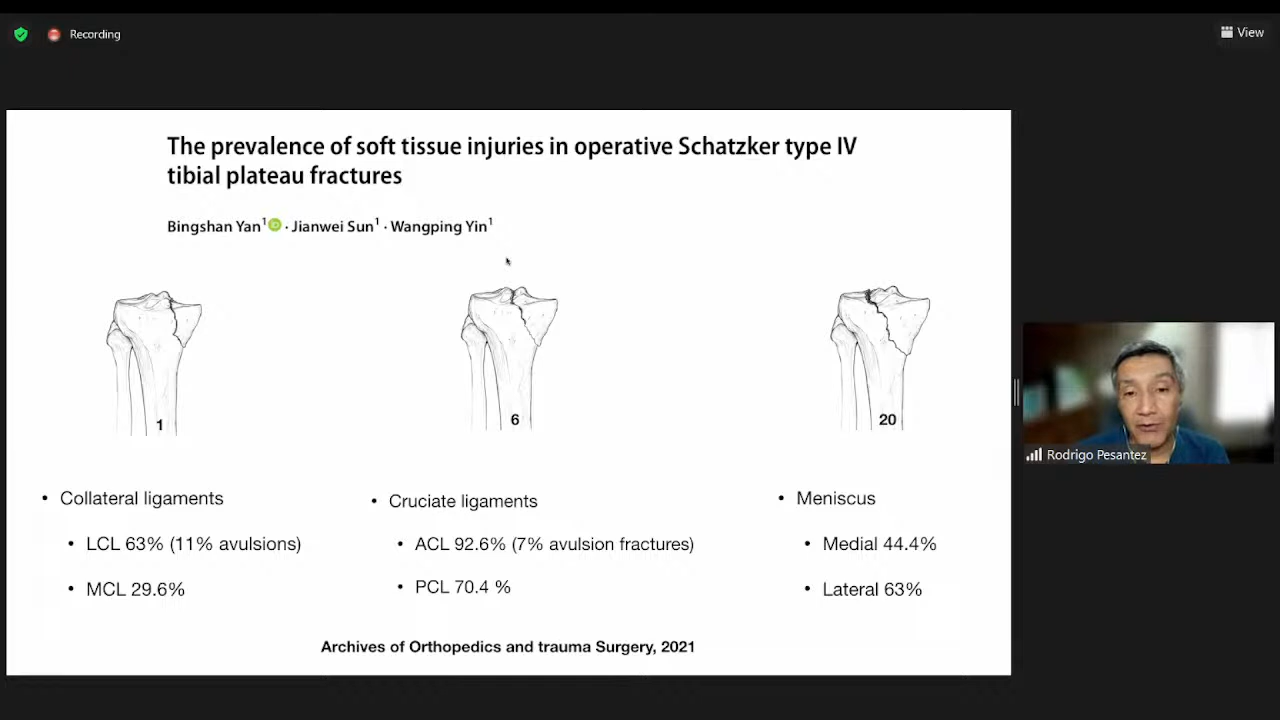 Recording
View
The prevalence of soft tissue injuries in operative Schatzker type IV
tibial plateau fractures
Bingshan Yan¹ · Jianwei Sun¹ · Wangping Yin¹
1
6
20
• Collateral ligaments
• LCL 63% (11% avulsions)
• MCL 29.6%
• Cruciate ligaments
• ACL 92.6% (7% avulsion fractures)
• PCL 70.4 %
• Meniscus
• Medial 44.4%
• Lateral 63%
Archives of Orthopedics and trauma Surgery, 2021
Rodrigo Pesantez